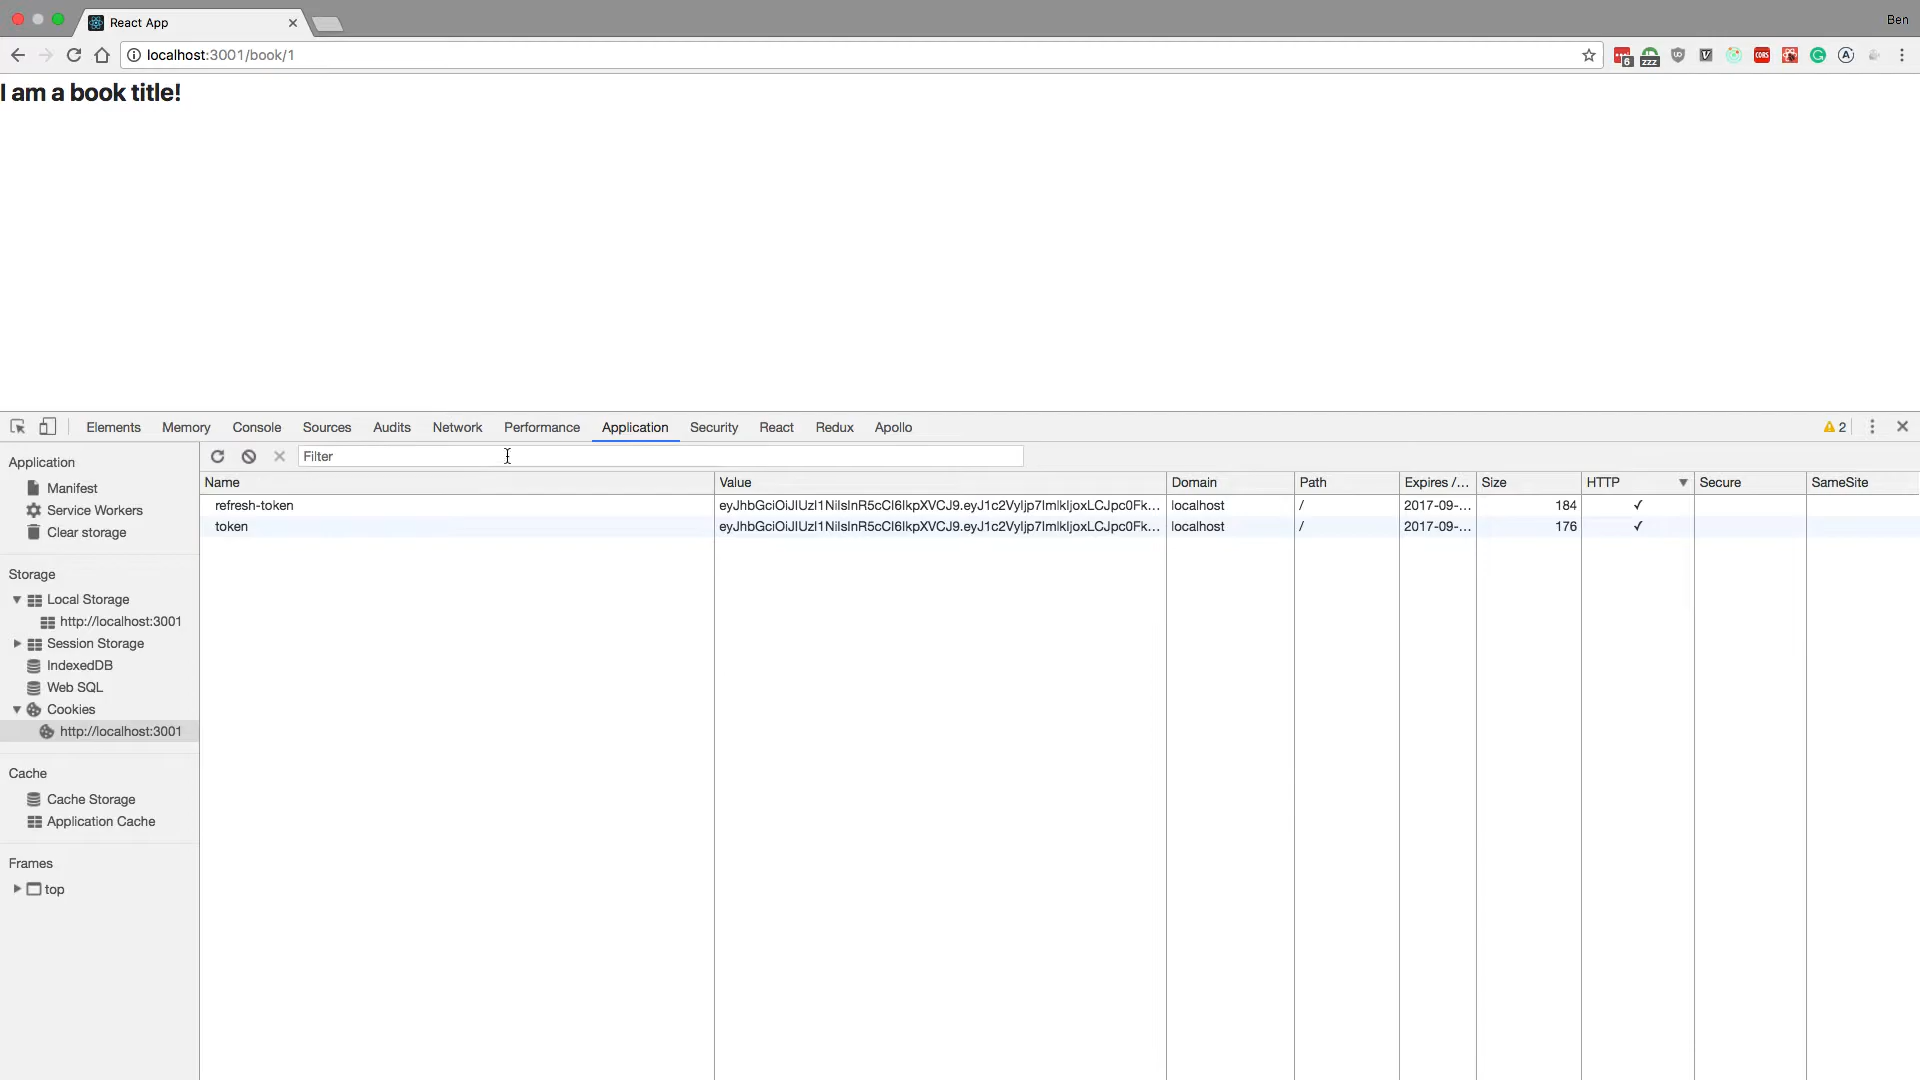 React App
Ben
localhost:3001/book/1
6
zzz
CORS
I am a book title!
Elements Memory Console Sources Audits Network Performance Application Security React Redux Apollo 2
Application
Manifest
Service Workers
Clear storage
Storage
Local Storage
http://localhost:3001
Session Storage
IndexedDB
Web SQL
Cookies
http://localhost:3001
Cache
Cache Storage
Application Cache
Frames
top
Filter
Name Value Domain Path Expires /... Size HTTP Secure SameSite
refresh-token eyJhbGciOiJIUzI1NiIsInR5cCI6IkpXVCJ9.eyJ1c2VyIjp7ImlkIjoxLCJpc0Fk... localhost / 2017-09-... 184 ✓
token eyJhbGciOiJIUzI1NiIsInR5cCI6IkpXVCJ9.eyJ1c2VyIjp7ImlkIjoxLCJpc0Fk... localhost / 2017-09-... 176 ✓